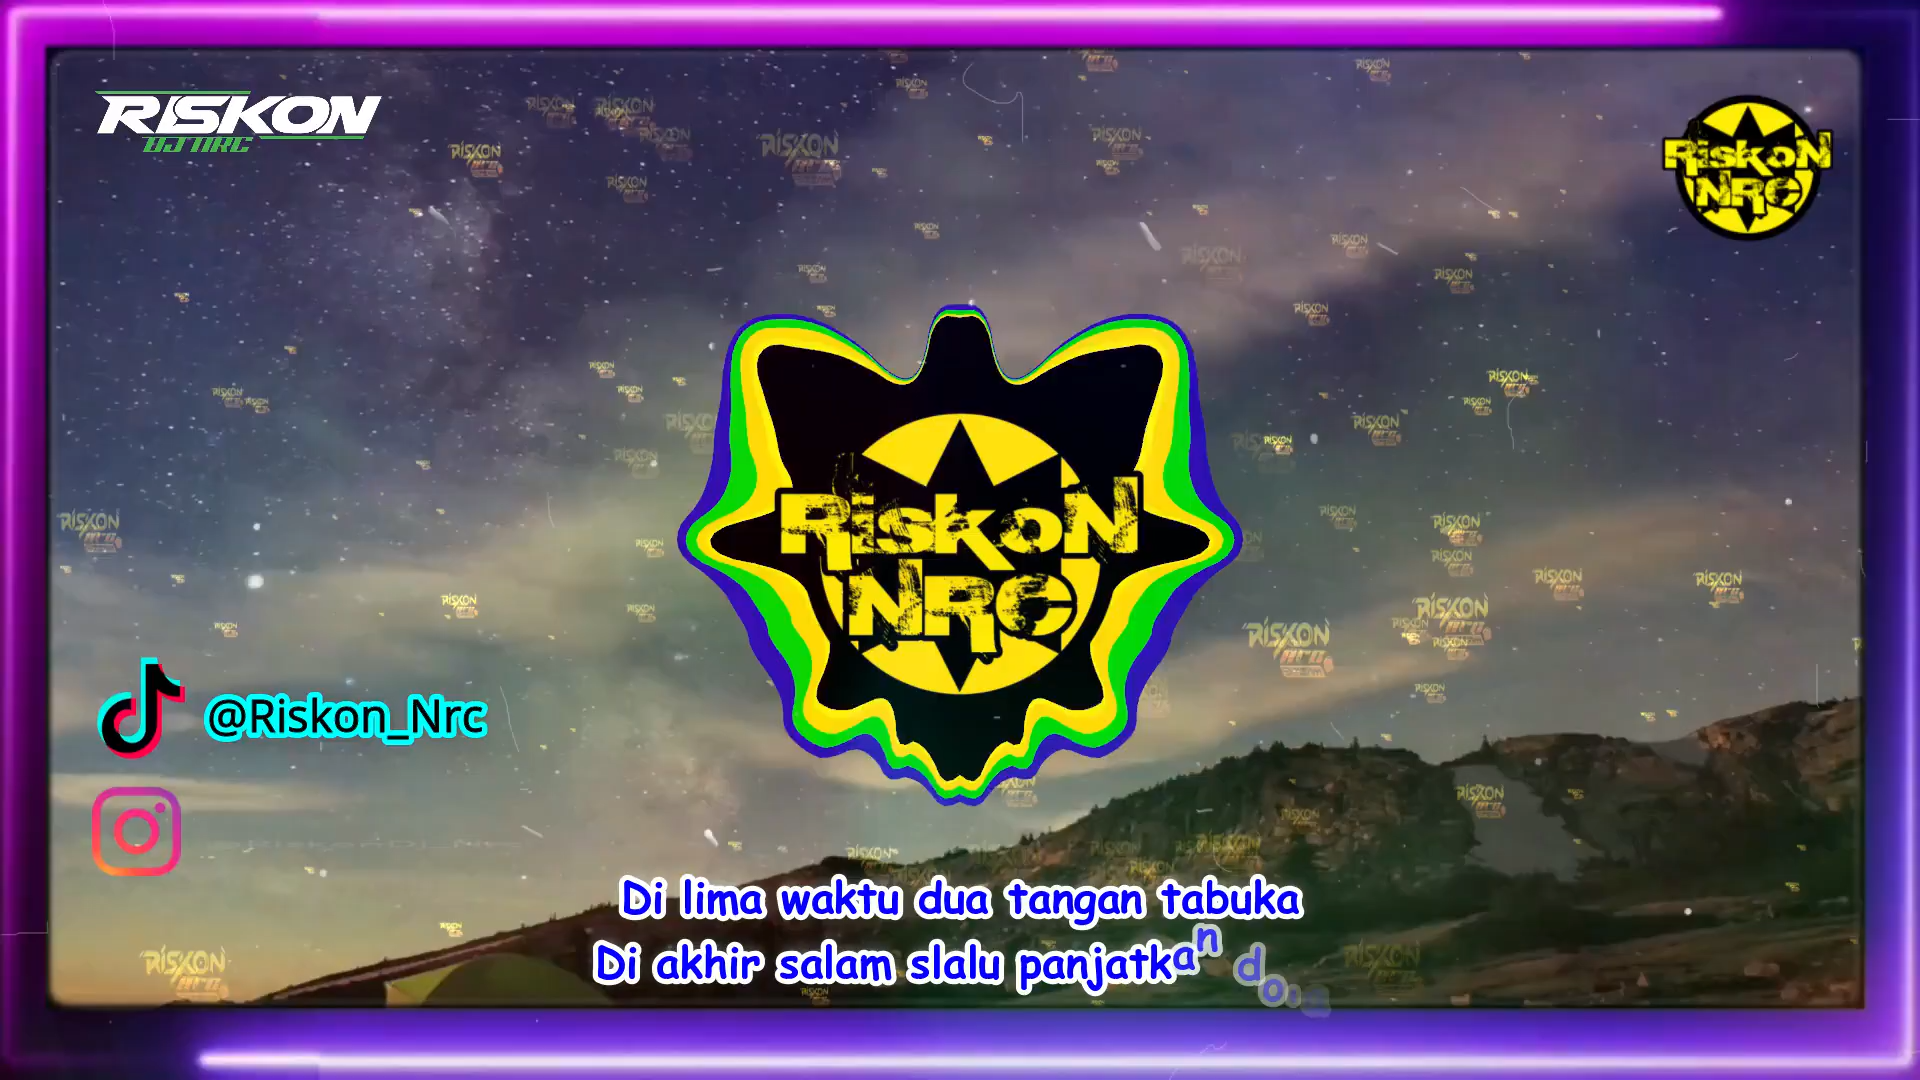 RISKON
DJ NRC
RiskoN
NRC
RiskoN
NRC
@Riskon_Nrc
Di lima waktu dua tangan tabuka
Di akhir salam slalu panjatkan doa